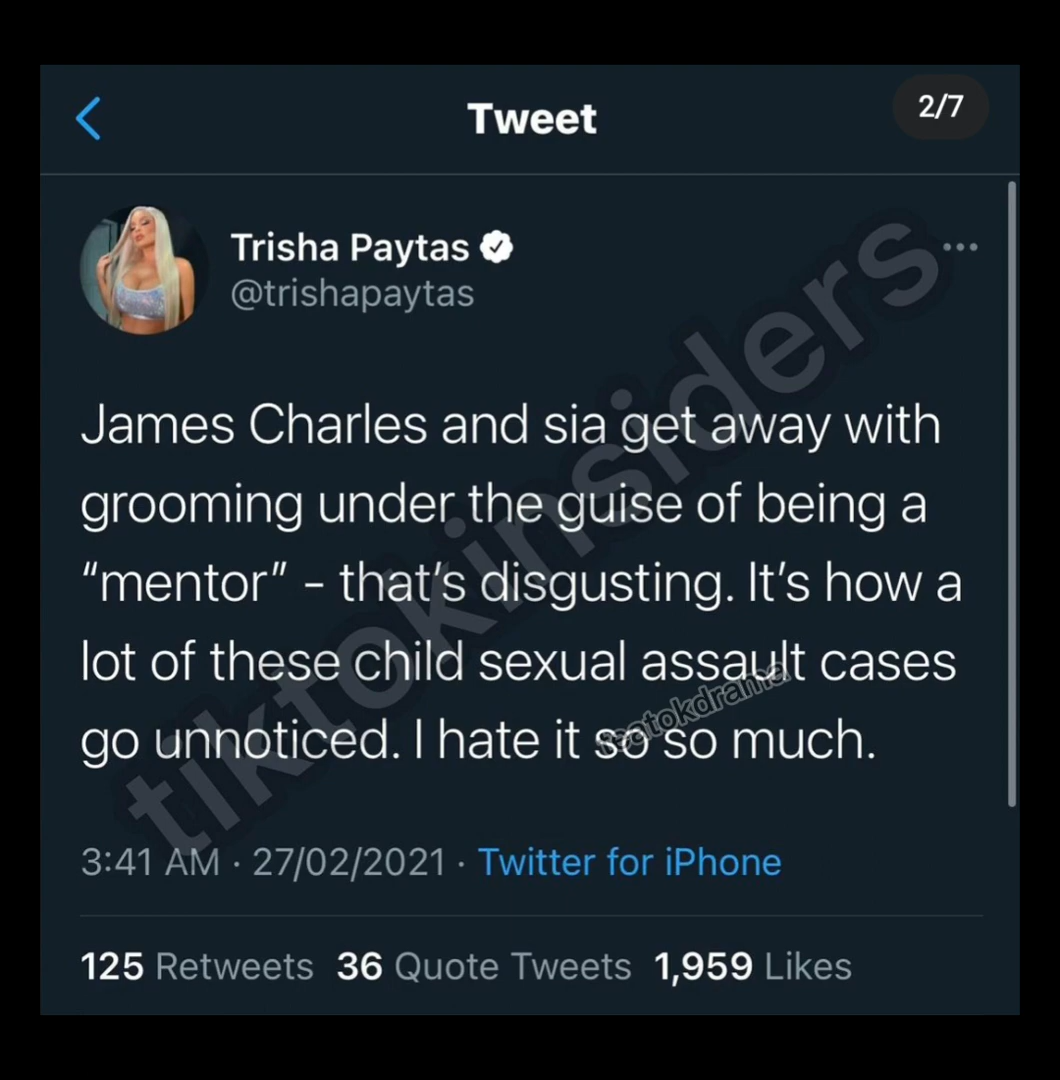 Tweet
2/7
Trisha Paytas
@trishapaytas
James Charles and sia get away with
grooming under the guise of being a
“mentor” - that’s disgusting. It’s how a
lot of these child sexual assault cases
go unnoticed. I hate it so so much.
3:41 AM · 27/02/2021 · Twitter for iPhone
125 Retweets 36 Quote Tweets 1,959 Likes
tiktokinsiders
teatokdrama